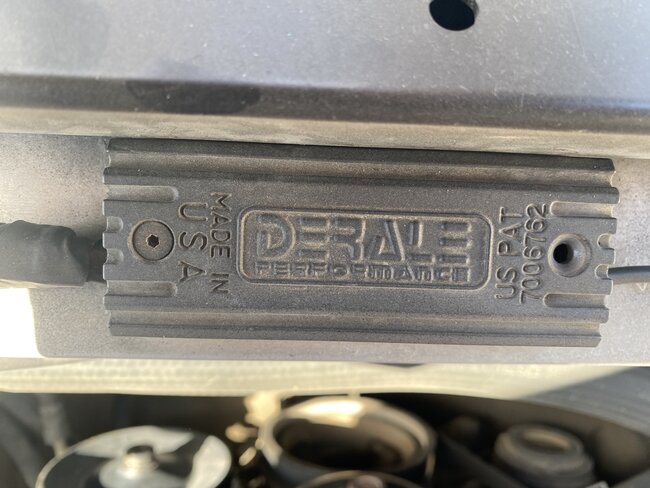 MADE IN
USA
DERALE
PERFORMANCE
US PAT
7006762